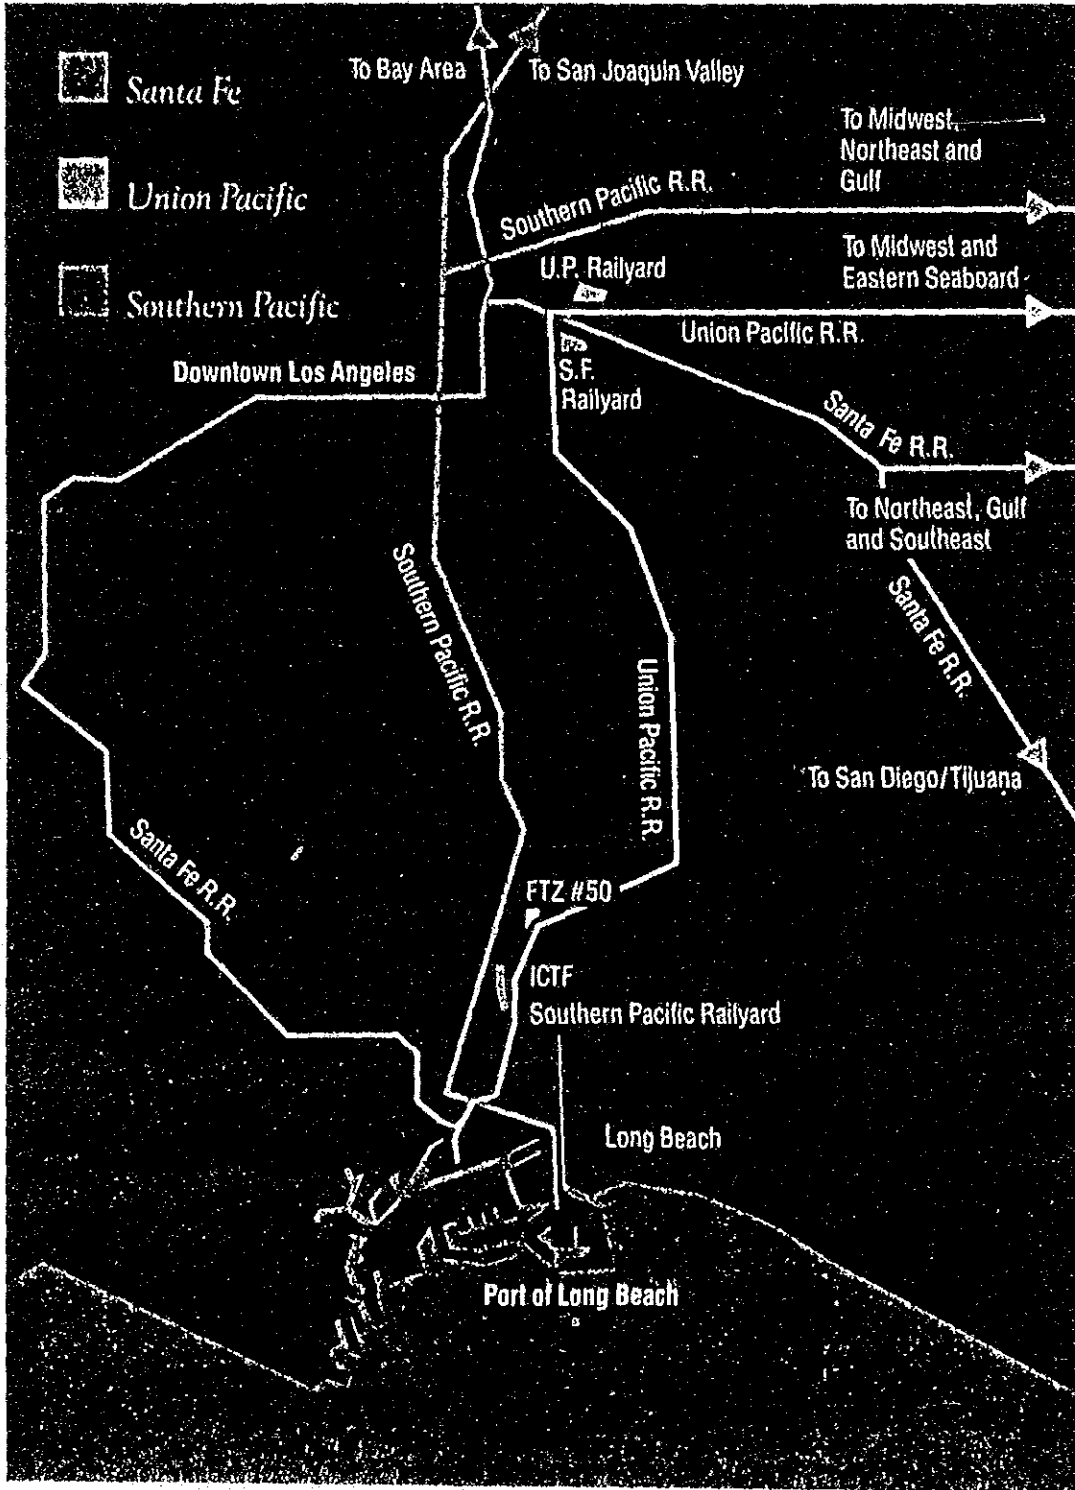 Santa Fe
Union Pacific
Southern Pacific
To Bay Area
To San Joaquin Valley
To Midwest,
Northeast and
Gulf
Southern Pacific R.R.
To Midwest and
Eastern Seaboard
U.P. Railyard
Union Pacific R.R.
Downtown Los Angeles
S.F.
Railyard
Santa Fe R.R.
To Northeast, Gulf
and Southeast
Southern Pacific R.R.
Santa Fe R.R.
Union Pacific R.R.
To San Diego/Tijuana
Santa Fe R.R.
FTZ #50
ICTF
Southern Pacific Railyard
Long Beach
Port of Long Beach